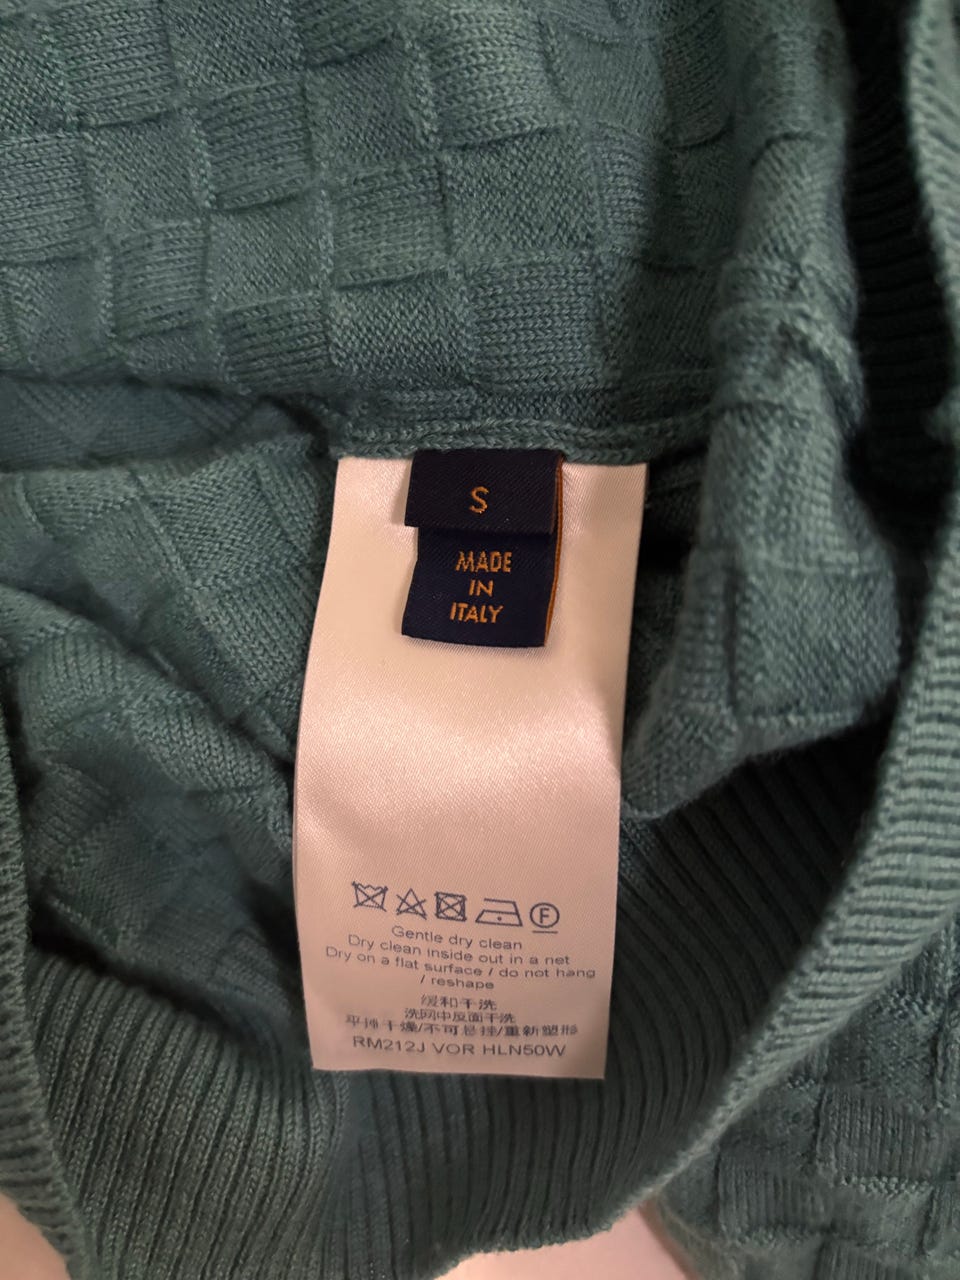 S
MADE
IN
ITALY
F
Gentle dry clean
Dry clean inside out in a net
Dry on a flat surface / do not hang
/ reshape
缓和干洗
洗网中反面干洗
平摊干燥/不可悬挂/重新塑形
RM212J VOR HLN50W